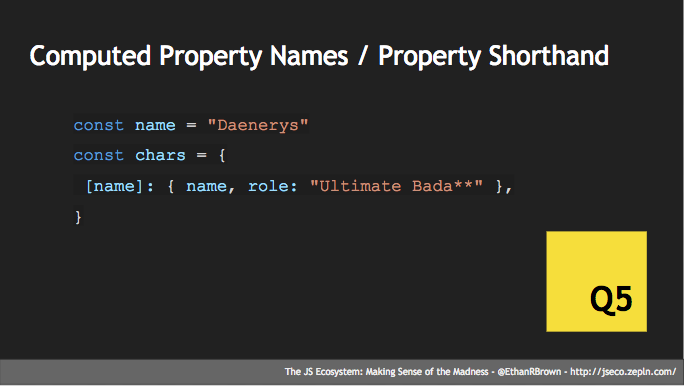 Computed Property Names / Property Shorthand
const name = "Daenerys"
const chars = {
[name]: { name, role: "Ultimate Bada**" },
}
Q5
The JS Ecosystem: Making Sense of the Madness - @EthanRBrown - http://jseco.zepln.com/